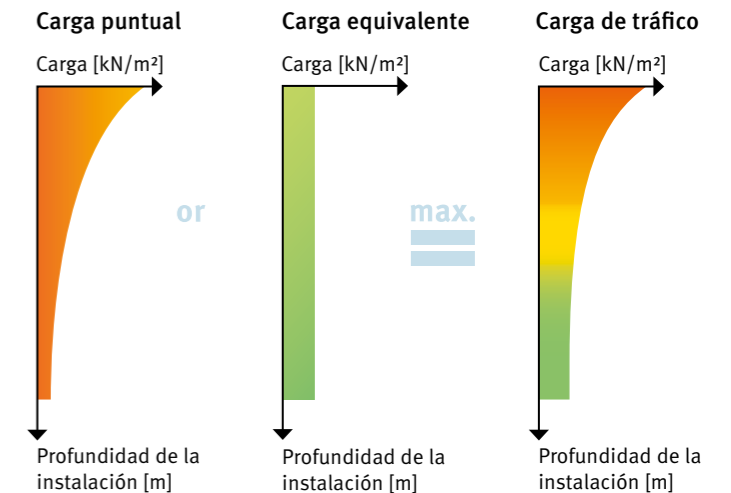 Carga puntual
Carga [kN/m²]
Profundidad de la
instalación [m]
or
Carga equivalente
Carga [kN/m²]
Profundidad de la
instalación [m]
max.
Carga de tráfico
Carga [kN/m²]
Profundidad de la
instalación [m]